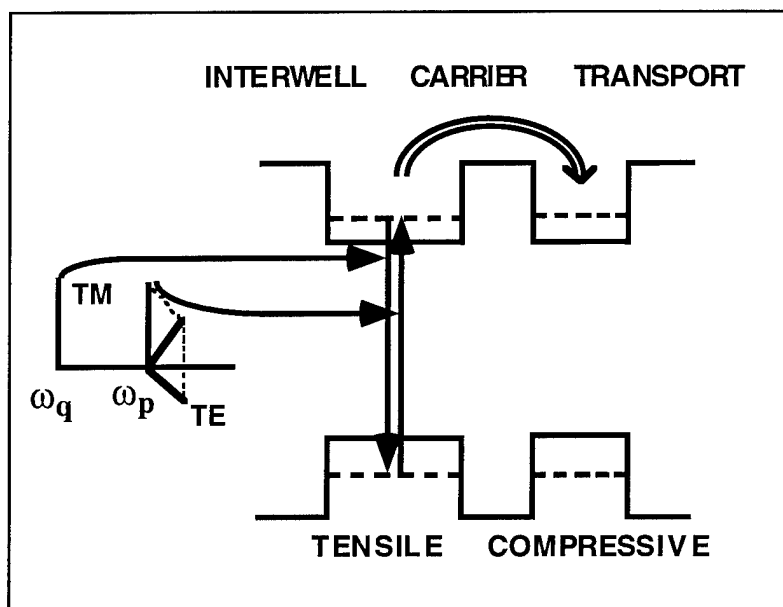 INTERWELL CARRIER TRANSPORT
TM
ωq ωp
TE
TENSILE COMPRESSIVE